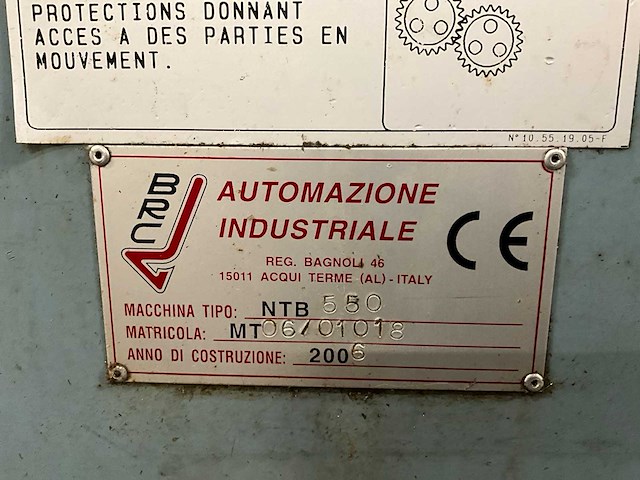 PROTECTIONS DONNANT
ACCES A DES PARTIES EN
MOUVEMENT.
N° 10.55.19.05-F
BRC
AUTOMAZIONE
INDUSTRIALE
CE
REG. BAGNOLI 46
15011 ACQUI TERME (AL) - ITALY
MACCHINA TIPO: NTB 550
MATRICOLA: MT06/01018
ANNO DI COSTRUZIONE: 2006